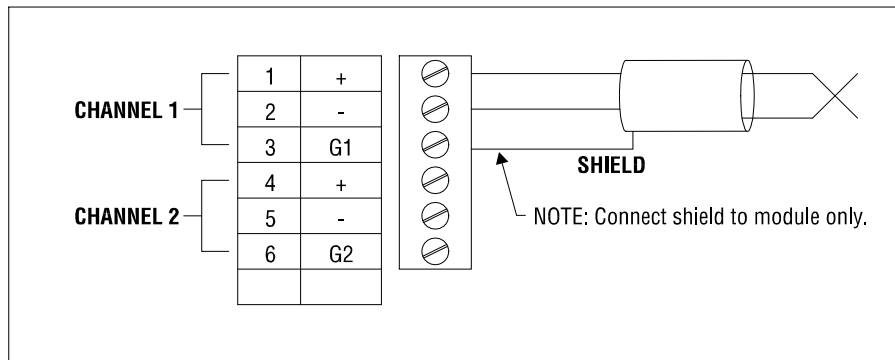 CHANNEL 1
1 +
2 -
3 G1
CHANNEL 2
4 +
5 -
6 G2
SHIELD
NOTE: Connect shield to module only.